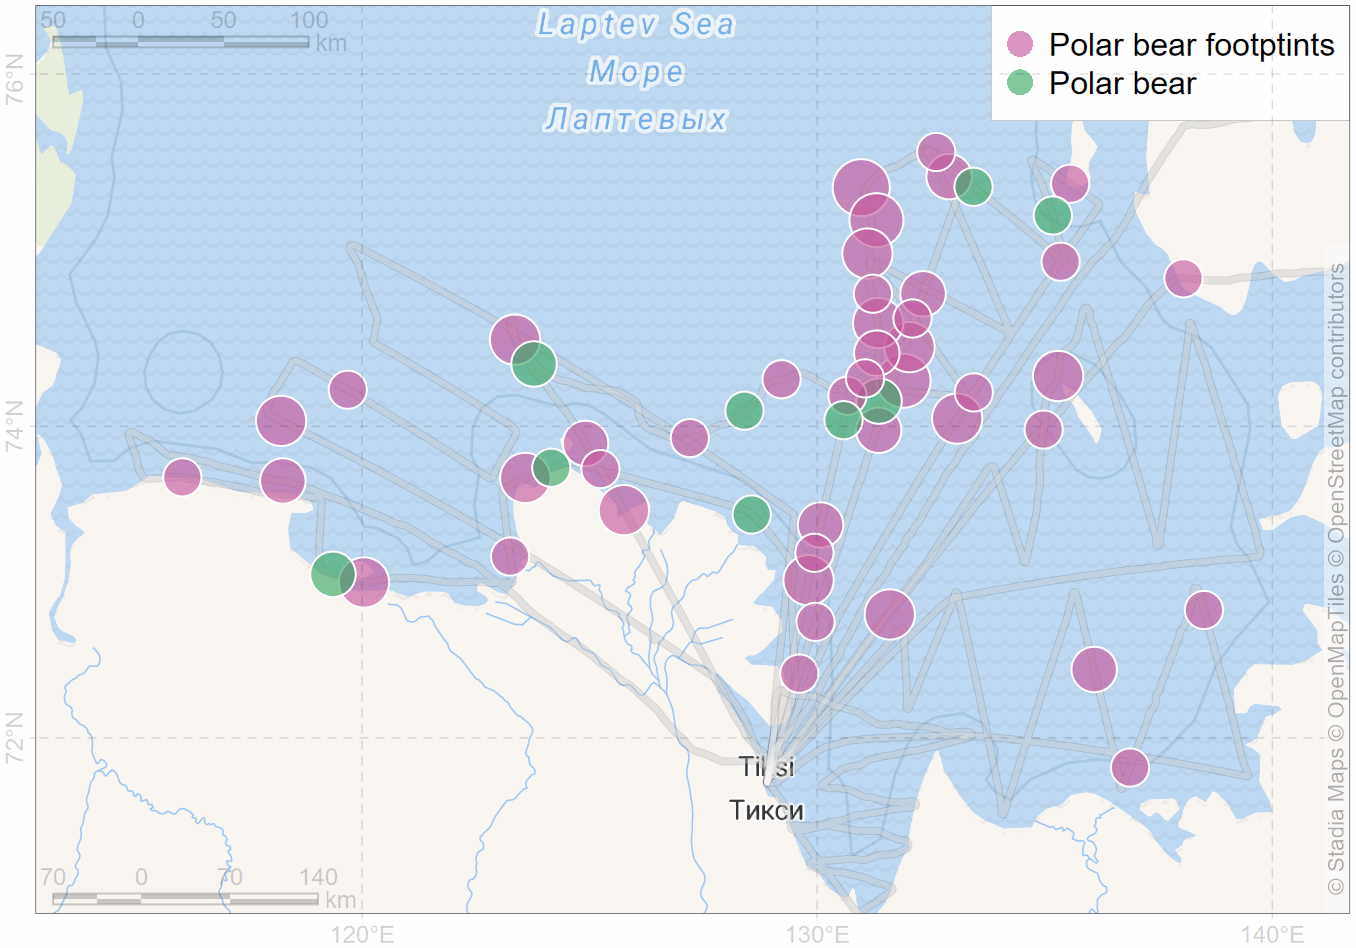 50 0 50 100
km
Laptev Sea
Море
Лаптевых
Polar bear footptints
Polar bear
76°N
74°N
72°N
Tiksi
Тикси
70 0 70 140
km
120°E 130°E 140°E
© Stadia Maps © OpenMapTiles © OpenStreetMap contributors